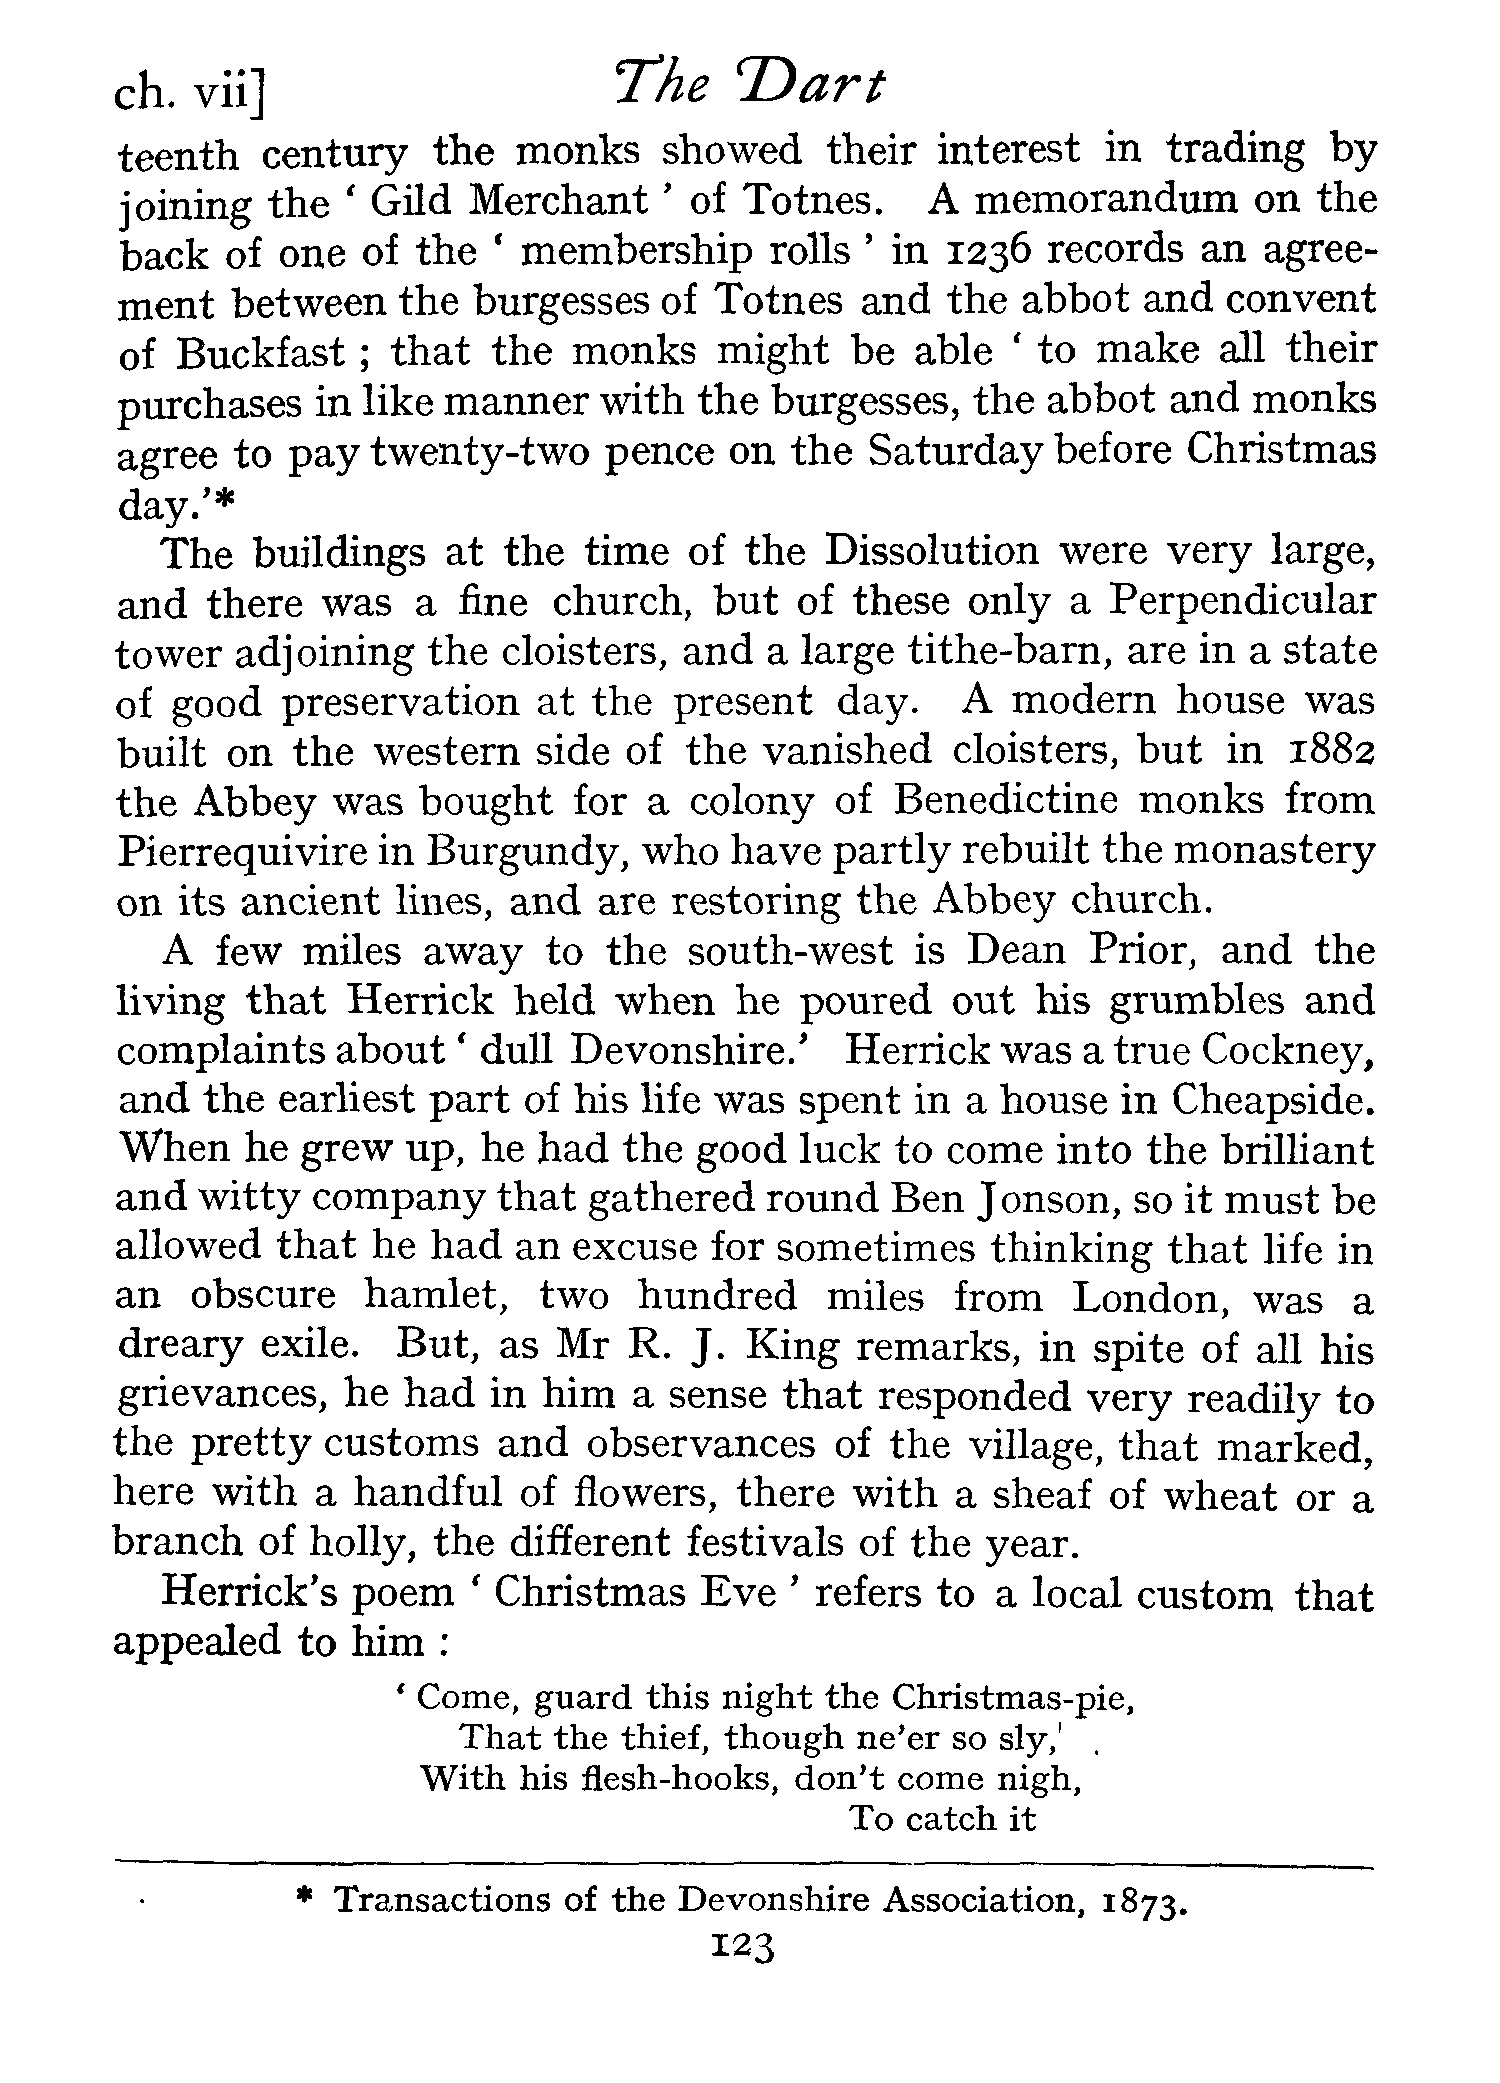 ch. vii] The Dart
teenth century the monks showed their interest in trading by
joining the ‘ Gild Merchant ’ of Totnes. A memorandum on the
back of one of the ‘ membership rolls ’ in 1236 records an agree-
ment between the burgesses of Totnes and the abbot and convent
of Buckfast ; that the monks might be able ‘ to make all their
purchases in like manner with the burgesses, the abbot and monks
agree to pay twenty-two pence on the Saturday before Christmas
day.’*
The buildings at the time of the Dissolution were very large,
and there was a fine church, but of these only a Perpendicular
tower adjoining the cloisters, and a large tithe-barn, are in a state
of good preservation at the present day. A modern house was
built on the western side of the vanished cloisters, but in 1882
the Abbey was bought for a colony of Benedictine monks from
Pierrequivire in Burgundy, who have partly rebuilt the monastery
on its ancient lines, and are restoring the Abbey church.
A few miles away to the south-west is Dean Prior, and the
living that Herrick held when he poured out his grumbles and
complaints about ‘ dull Devonshire.’ Herrick was a true Cockney,
and the earliest part of his life was spent in a house in Cheapside.
When he grew up, he had the good luck to come into the brilliant
and witty company that gathered round Ben Jonson, so it must be
allowed that he had an excuse for sometimes thinking that life in
an obscure hamlet, two hundred miles from London, was a
dreary exile. But, as Mr R. J. King remarks, in spite of all his
grievances, he had in him a sense that responded very readily to
the pretty customs and observances of the village, that marked,
here with a handful of flowers, there with a sheaf of wheat or a
branch of holly, the different festivals of the year.
Herrick’s poem ‘ Christmas Eve ’ refers to a local custom that
appealed to him :
‘ Come, guard this night the Christmas-pie,
That the thief, though ne’er so sly,
With his flesh-hooks, don’t come nigh,
To catch it
* Transactions of the Devonshire Association, 1873.
123